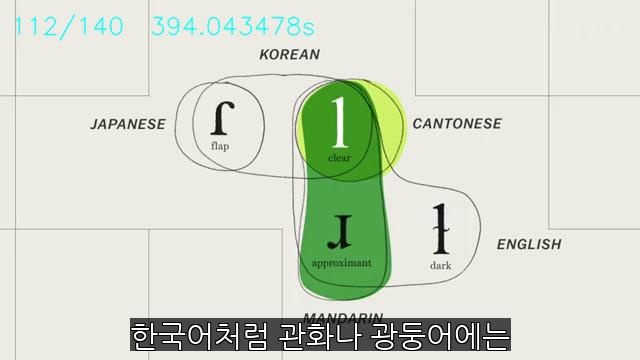 112/140 394.043478s
KOREAN
JAPANESE
ɾ
flap
l
clear
CANTONESE
ɹ
approximant
ɫ
dark
ENGLISH
MANDARIN
한국어처럼 관화나 광둥어에는